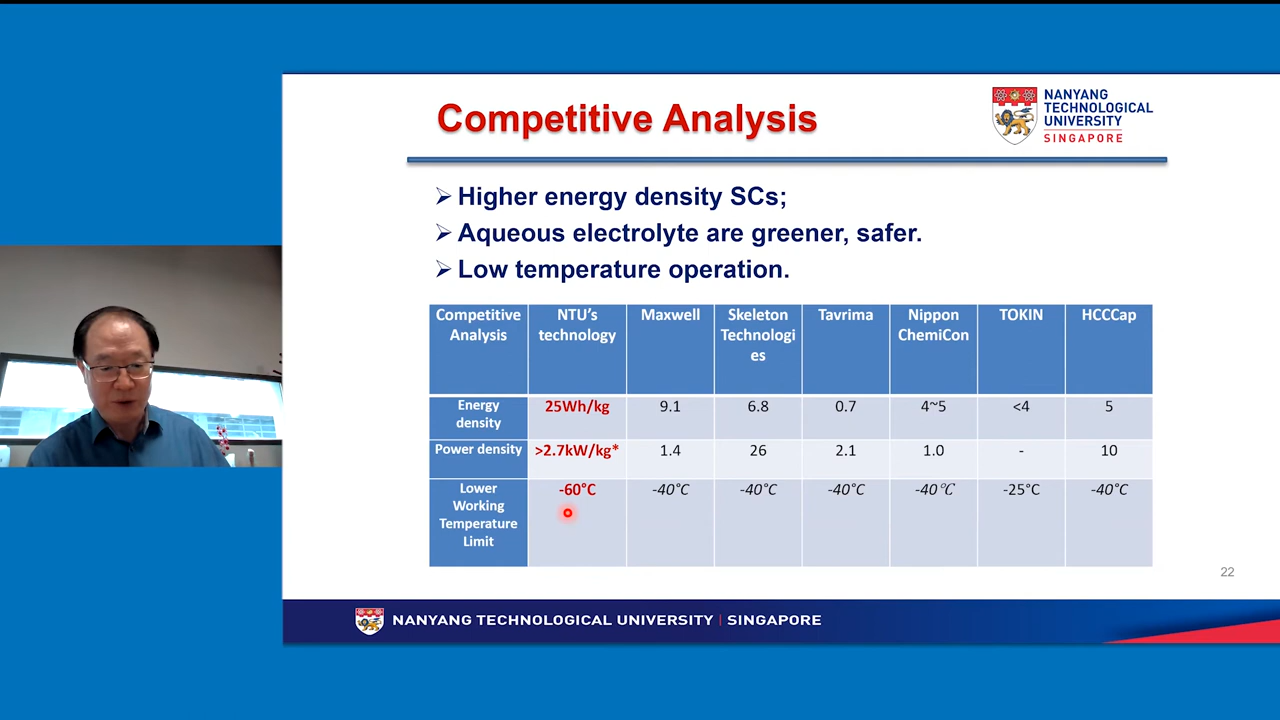 Competitive Analysis
NANYANG
TECHNOLOGICAL
UNIVERSITY
SINGAPORE
Higher energy density SCs;
Aqueous electrolyte are greener, safer.
Low temperature operation.
Competitive Analysis NTU's technology Maxwell Skeleton Technologi es Tavrima Nippon ChemiCon TOKIN HCCCap
Energy density 25Wh/kg 9.1 6.8 0.7 4~5 <4 5
Power density >2.7kW/kg* 1.4 26 2.1 1.0 - 10
Lower Working Temperature Limit -60°C -40°C -40°C -40°C -40℃ -25°C -40°C
22
NANYANG TECHNOLOGICAL UNIVERSITY | SINGAPORE